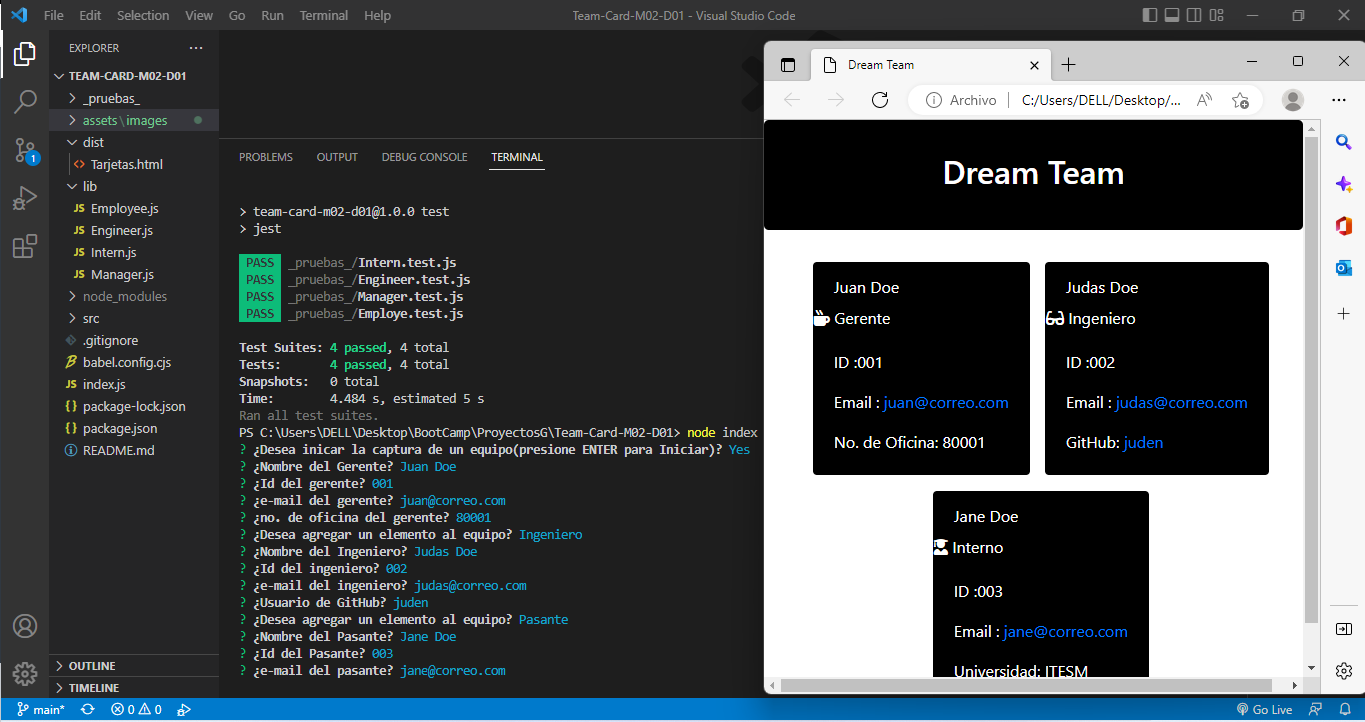 File Edit Selection View Go Run Terminal Help
Team-Card-M02-D01 - Visual Studio Code
EXPLORER
TEAM-CARD-M02-D01
_pruebas_
assets\images
dist
<> Tarjetas.html
lib
JS Employee.js
JS Engineer.js
JS Intern.js
JS Manager.js
node_modules
src
.gitignore
babel.config.cjs
JS index.js
{} package-lock.json
{} package.json
README.md
OUTLINE
TIMELINE
1
PROBLEMS OUTPUT DEBUG CONSOLE TERMINAL
> team-card-m02-d01@1.0.0 test
> jest
PASS _pruebas_/Intern.test.js
PASS _pruebas_/Engineer.test.js
PASS _pruebas_/Manager.test.js
PASS _pruebas_/Employe.test.js
Test Suites: 4 passed, 4 total
Tests: 4 passed, 4 total
Snapshots: 0 total
Time: 4.484 s, estimated 5 s
Ran all test suites.
PS C:\Users\DELL\Desktop\BootCamp\ProyectosG\Team-Card-M02-D01> node index
? ¿Desea inicar la captura de un equipo(presione ENTER para Iniciar)? Yes
? ¿Nombre del Gerente? Juan Doe
? ¿Id del gerente? 001
? ¿e-mail del gerente? juan@correo.com
? ¿no. de oficina del gerente? 80001
? ¿Desea agregar un elemento al equipo? Ingeniero
? ¿Nombre del Ingeniero? Judas Doe
? ¿Id del ingeniero? 002
? ¿e-mail del ingeniero? judas@correo.com
? ¿Usuario de GitHub? juden
? ¿Desea agregar un elemento al equipo? Pasante
? ¿Nombre del Pasante? Jane Doe
? ¿Id del Pasante? 003
? ¿e-mail del pasante? jane@correo.com
Dream Team
Archivo | C:/Users/DELL/Desktop/...
Dream Team
Juan Doe
Gerente
ID :001
Email : juan@correo.com
No. de Oficina: 80001
Judas Doe
Ingeniero
ID :002
Email : judas@correo.com
GitHub: juden
Jane Doe
Interno
ID :003
Email : jane@correo.com
Universidad: ITESM
main* 0 0
Go Live